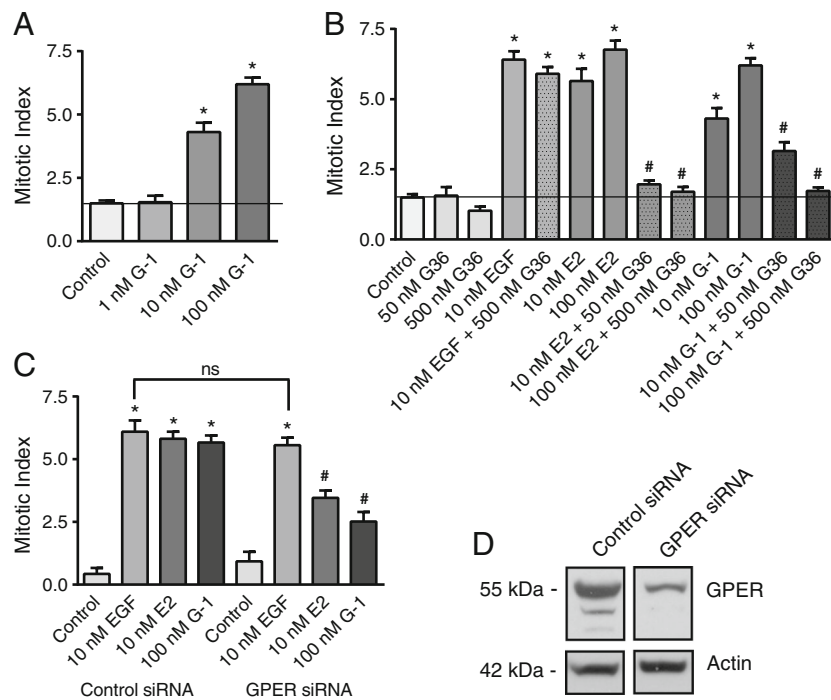 A
Mitotic Index
7.5
5.0
2.5
0.0
*
*
Control
1 nM G-1
10 nM G-1
100 nM G-1
B
Mitotic Index
7.5
5.0
2.5
0.0
*
*
*
*
#
#
*
*
#
#
Control
50 nM G36
500 nM G36
10 nM EGF
10 nM EGF + 500 nM G36
10 nM E2
100 nM E2
10 nM E2 + 50 nM G36
100 nM E2 + 500 nM G36
10 nM G-1
100 nM G-1
10 nM G-1 + 50 nM G36
100 nM G-1 + 500 nM G36
C
Mitotic Index
7.5
5.0
2.5
0.0
ns
*
*
*
*
#
#
Control
10 nM EGF
10 nM E2
100 nM G-1
Control
10 nM EGF
10 nM E2
100 nM G-1
Control siRNA
GPER siRNA
D
Control siRNA
GPER siRNA
55 kDa -
GPER
42 kDa -
Actin